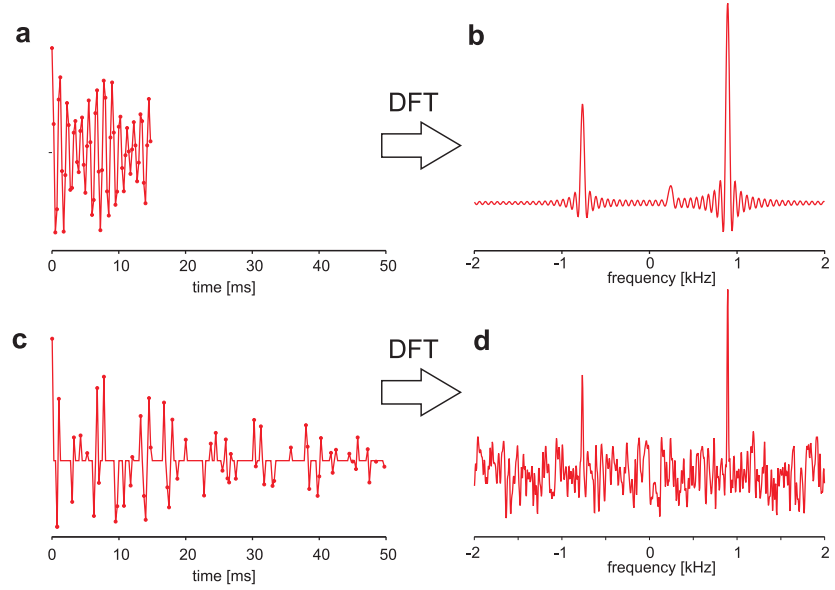 a
0 10 20 30 40 50
time [ms]
DFT
b
-2 -1 0 1 2
frequency [kHz]
c
0 10 20 30 40 50
time [ms]
DFT
d
-2 -1 0 1 2
frequency [kHz]